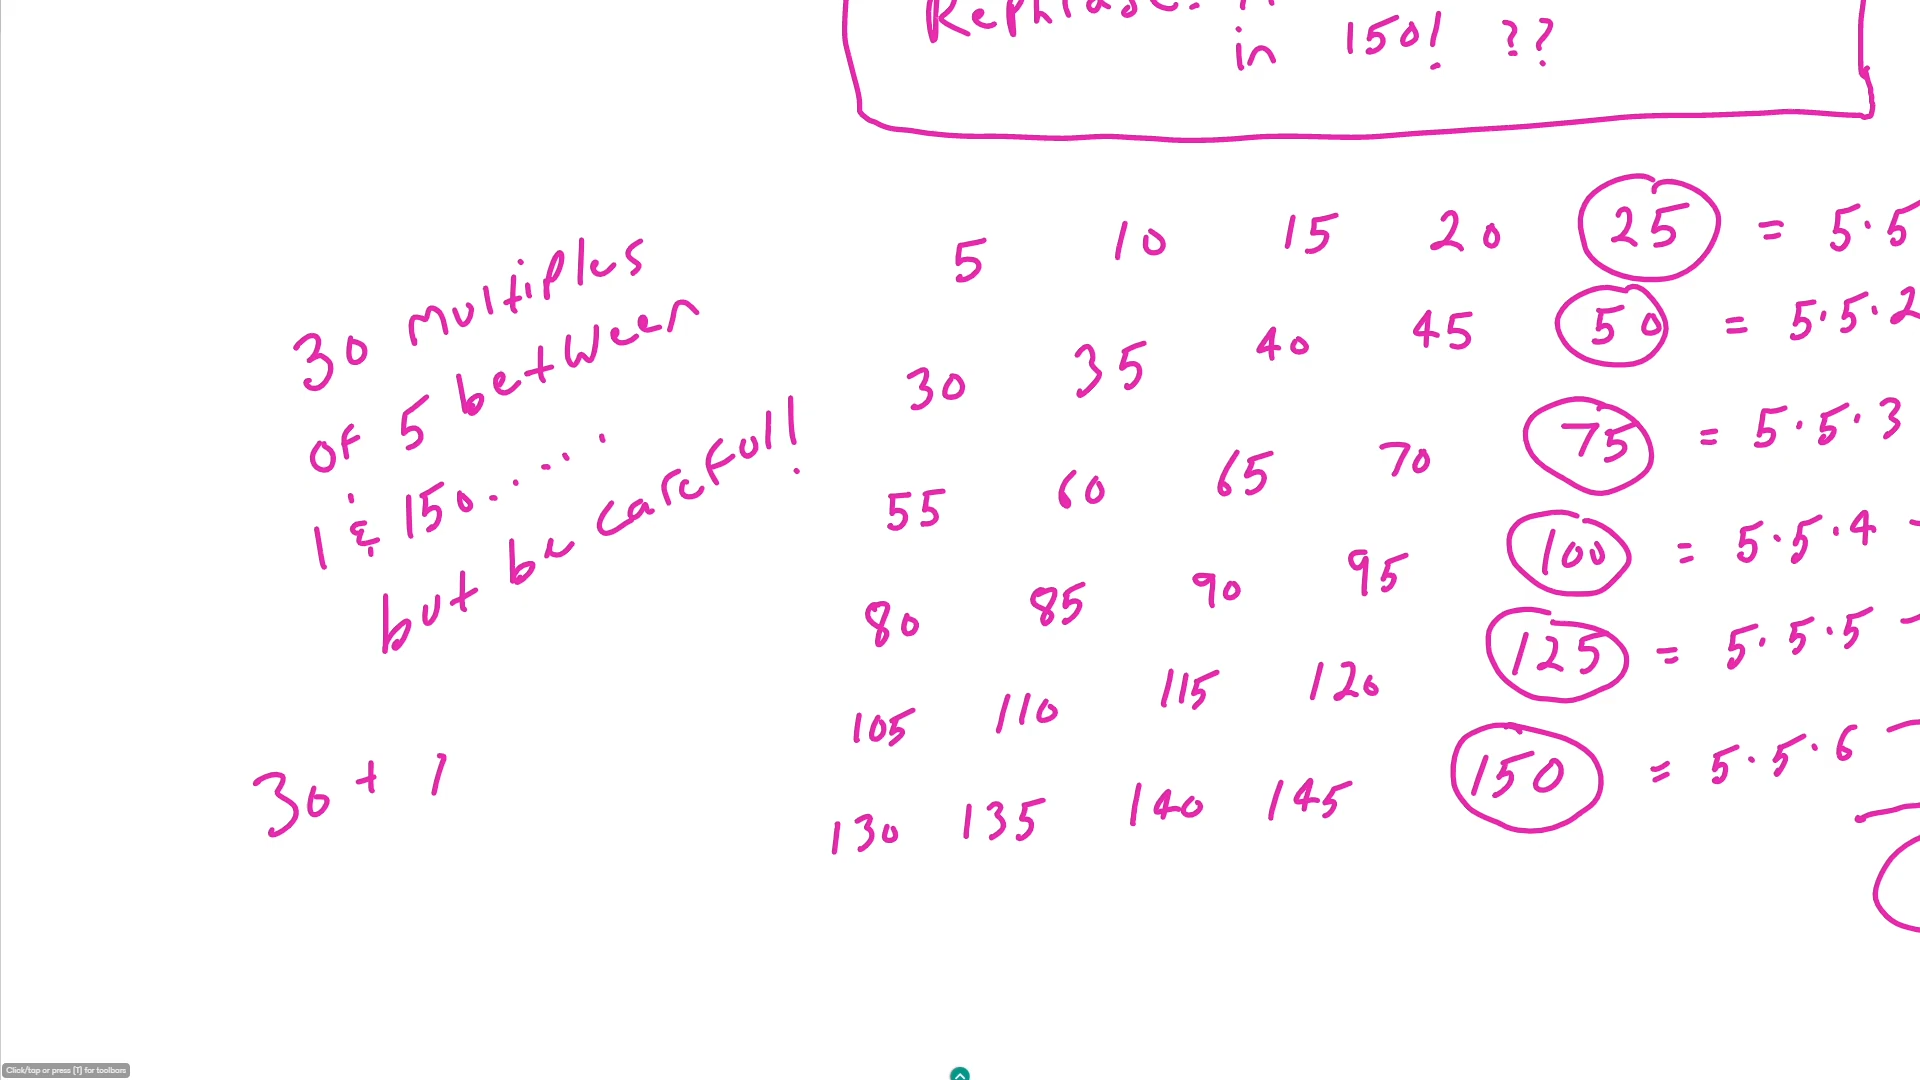 Rephrase:
in 150! ??
30 multiples
of 5 between
1 & 150.....
but be careful!
30 + 1
5 10 15 20 25 = 5·5
30 35 40 45 50 = 5·5·2
55 60 65 70 75 = 5·5·3
80 85 90 95 100 = 5·5·4
105 110 115 120 125 = 5·5·5
130 135 140 145 150 = 5·5·6
Click/tap or press [T] for toolbars